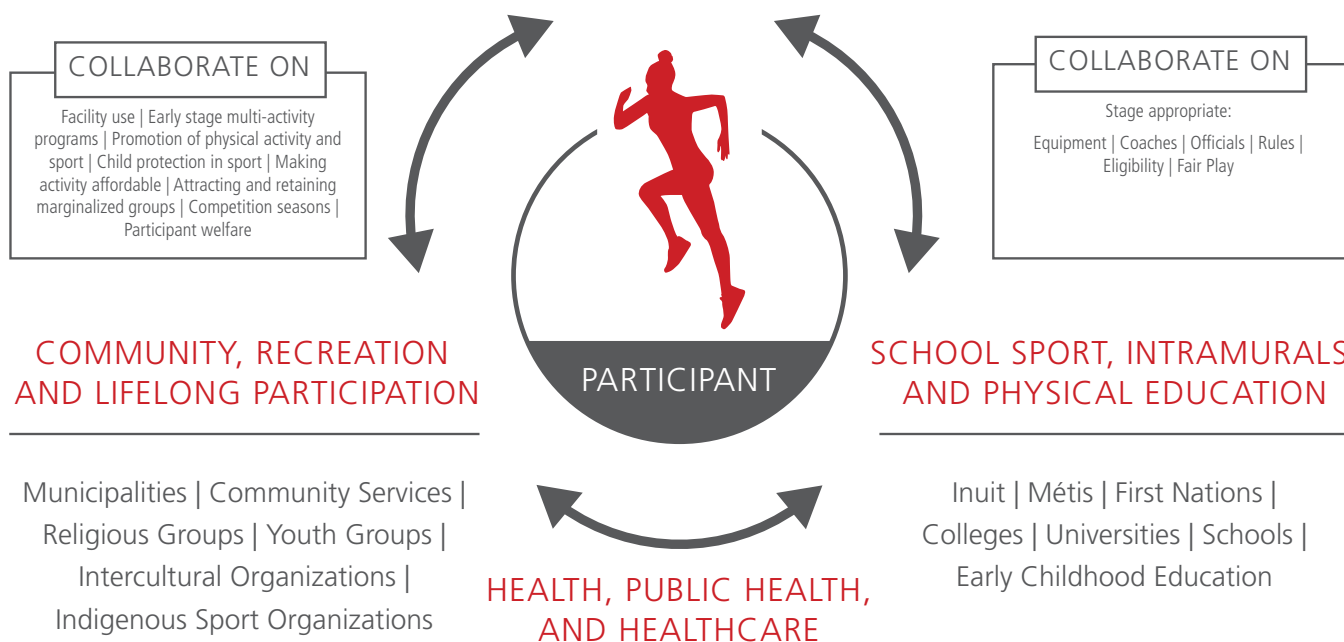 COLLABORATE ON
Facility use | Early stage multi-activity
programs | Promotion of physical activity and
sport | Child protection in sport | Making
activity affordable | Attracting and retaining
marginalized groups | Competition seasons |
Participant welfare
COLLABORATE ON
Stage appropriate:
Equipment | Coaches | Officials | Rules |
Eligibility | Fair Play
PARTICIPANT
COMMUNITY, RECREATION
AND LIFELONG PARTICIPATION
Municipalities | Community Services |
Religious Groups | Youth Groups |
Intercultural Organizations |
Indigenous Sport Organizations
SCHOOL SPORT, INTRAMURALS
AND PHYSICAL EDUCATION
Inuit | Métis | First Nations |
Colleges | Universities | Schools |
Early Childhood Education
HEALTH, PUBLIC HEALTH,
AND HEALTHCARE